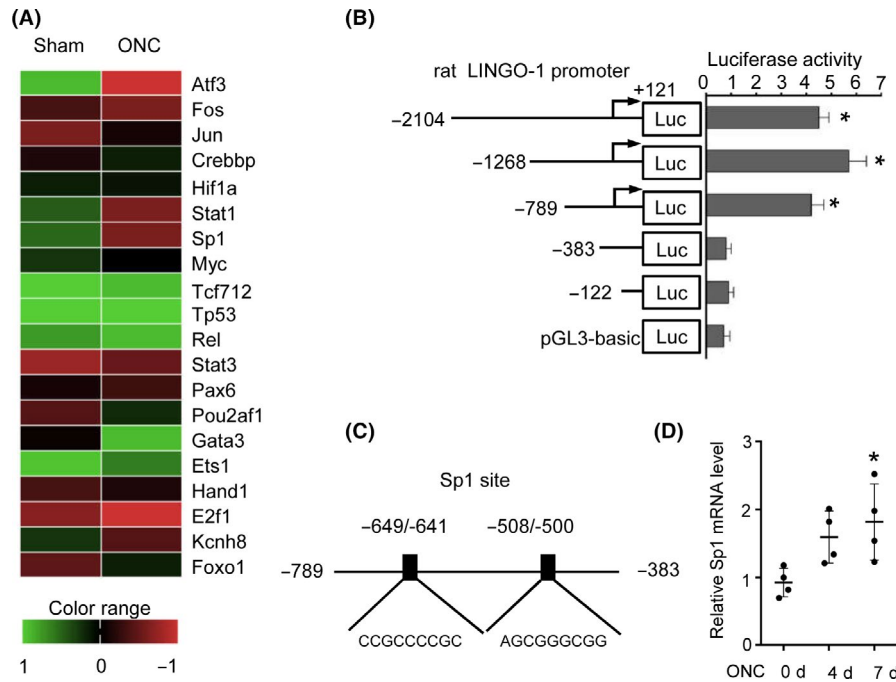 (A)
Sham ONC
Atf3
Fos
Jun
Crebbp
Hif1a
Stat1
Sp1
Myc
Tcf712
Tp53
Rel
Stat3
Pax6
Pou2af1
Gata3
Ets1
Hand1
E2f1
Kcnh8
Foxo1
Color range
1 0 −1
(B)
rat LINGO-1 promoter
Luciferase activity
0 1 2 3 4 5 6 7
+121
−2104 Luc *
−1268 Luc *
−789 Luc *
−383 Luc
−122 Luc
pGL3-basic Luc
(C)
Sp1 site
−649/−641 −508/-500
−789 −383
CCGCCCCGC AGCGGGCGG
(D)
Relative Sp1 mRNA level
3
2
1
0
*
ONC 0 d 4 d 7 d